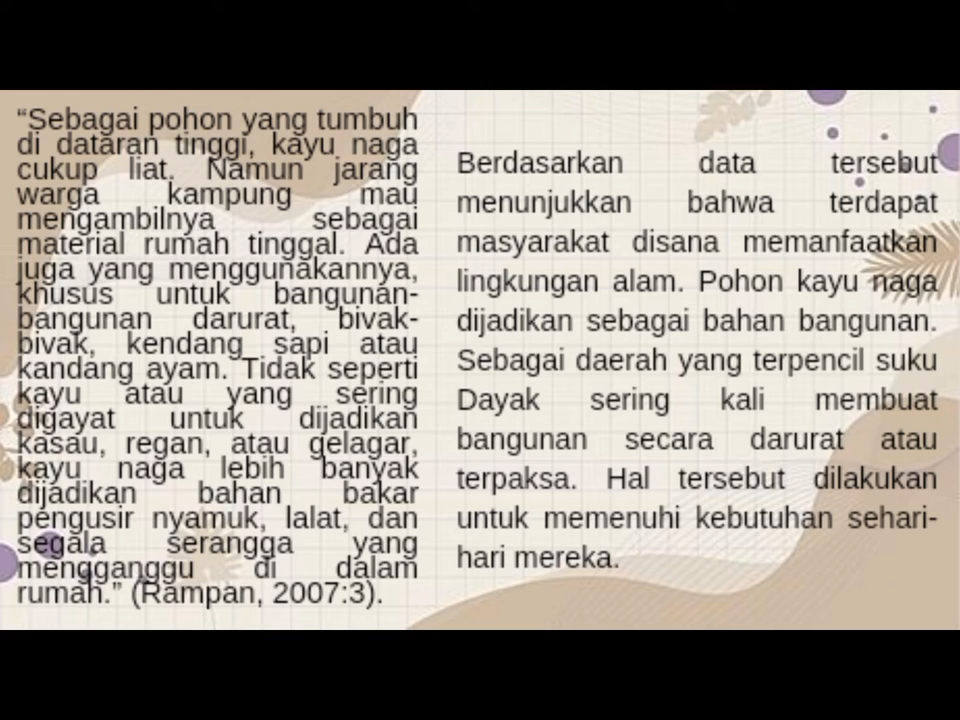 “Sebagai pohon yang tumbuh
di dataran tinggi, kayu naga
cukup liat. Namun jarang
warga kampung mau
mengambilnya sebagai
material rumah tinggal. Ada
juga yang menggunakannya,
khusus untuk bangunan-
bangunan darurat, bivak-
bivak, kendang sapi atau
kandang ayam. Tidak seperti
kayu atau yang sering
digayat untuk dijadikan
kasau, regan, atau gelagar,
kayu naga lebih banyak
dijadikan bahan bakar
pengusir nyamuk, lalat, dan
segala serangga yang
mengganggu di dalam
rumah.” (Rampan, 2007:3).
Berdasarkan data tersebut
menunjukkan bahwa terdapat
masyarakat disana memanfaatkan
lingkungan alam. Pohon kayu naga
dijadikan sebagai bahan bangunan.
Sebagai daerah yang terpencil suku
Dayak sering kali membuat
bangunan secara darurat atau
terpaksa. Hal tersebut dilakukan
untuk memenuhi kebutuhan sehari-
hari mereka.